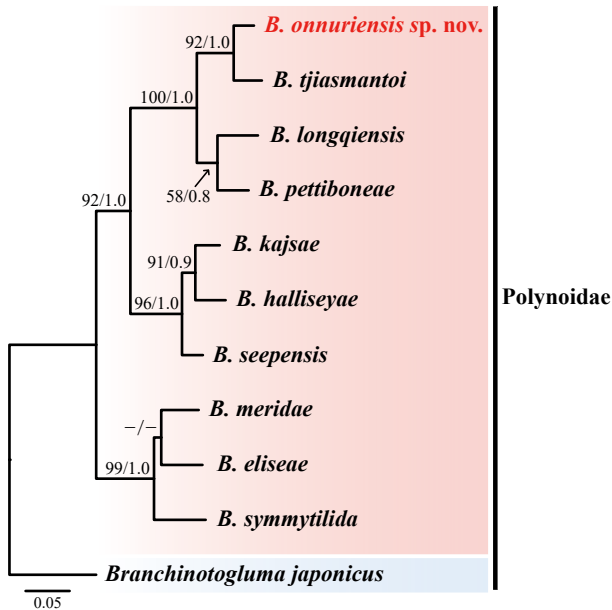 B. onnuriensis sp. nov.
92/1.0
B. tjiasmantoi
100/1.0
B. longqiensis
58/0.8
B. pettiboneae
92/1.0
B. kajsae
91/0.9
B. halliseyae
96/1.0
Polynoidae
B. seepensis
B. meridae
–/–
B. eliseae
99/1.0
B. symmytilida
Branchinotogluma japonicus
0.05